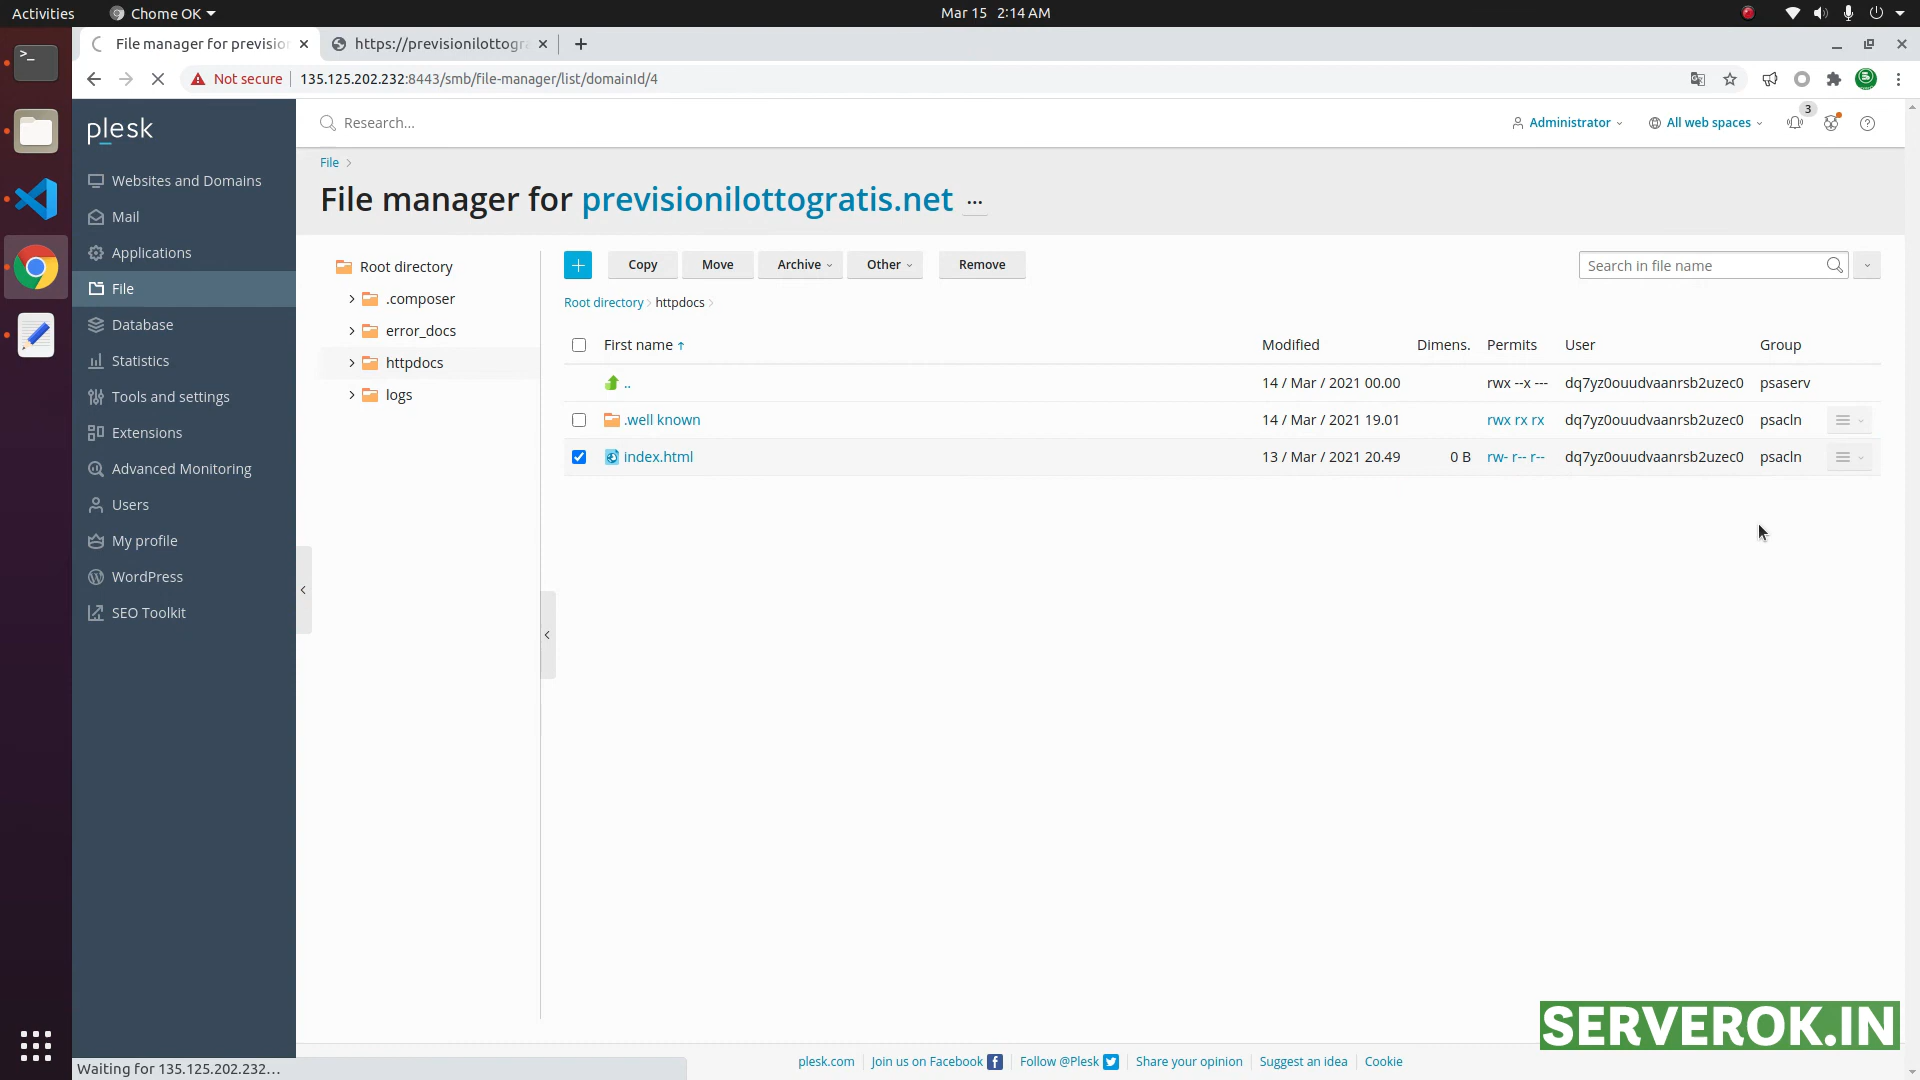 Activities
Chome OK
Mar 15 2:14 AM
File manager for previsio
https://previsionilottogra
Not secure
135.125.202.232:8443/smb/file-manager/list/domainId/4
plesk
Research...
Administrator
All web spaces
3
Websites and Domains
Mail
Applications
File
Database
Statistics
Tools and settings
Extensions
Advanced Monitoring
Users
My profile
WordPress
SEO Toolkit
File
File manager for previsionilottogratis.net ...
Root directory
.composer
error_docs
httpdocs
logs
Copy
Move
Archive
Other
Remove
Search in file name
Root directory httpdocs
First name ↑ Modified Dimens. Permits User Group
.. 14 / Mar / 2021 00.00 rwx --x --- dq7yz0ouudvaanrsb2uzec0 psaserv
.well known 14 / Mar / 2021 19.01 rwx rx rx dq7yz0ouudvaanrsb2uzec0 psacln
index.html 13 / Mar / 2021 20.49 0 B rw- r-- r-- dq7yz0ouudvaanrsb2uzec0 psacln
SERVEROK.IN
plesk.com Join us on Facebook Follow @Plesk Share your opinion Suggest an idea Cookie
Waiting for 135.125.202.232...